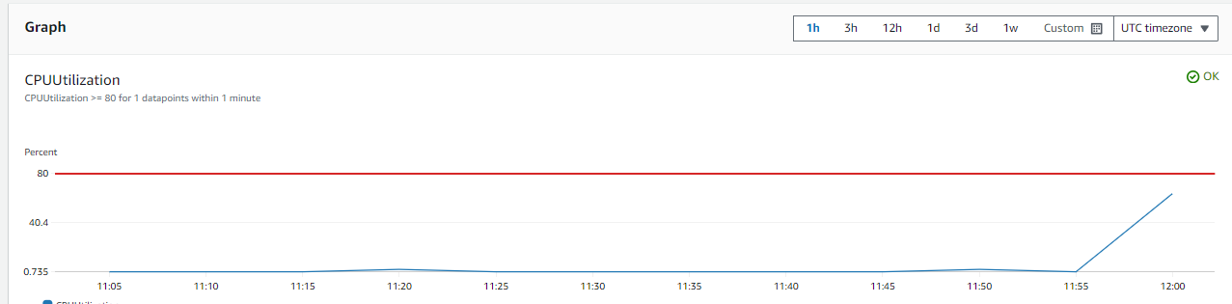 Graph
1h 3h 12h 1d 3d 1w Custom UTC timezone
CPUUtilization
OK
CPUUtilization >= 80 for 1 datapoints within 1 minute
Percent
80
40.4
0.735
11:05 11:10 11:15 11:20 11:25 11:30 11:35 11:40 11:45 11:50 11:55 12:00
CPUUtilization